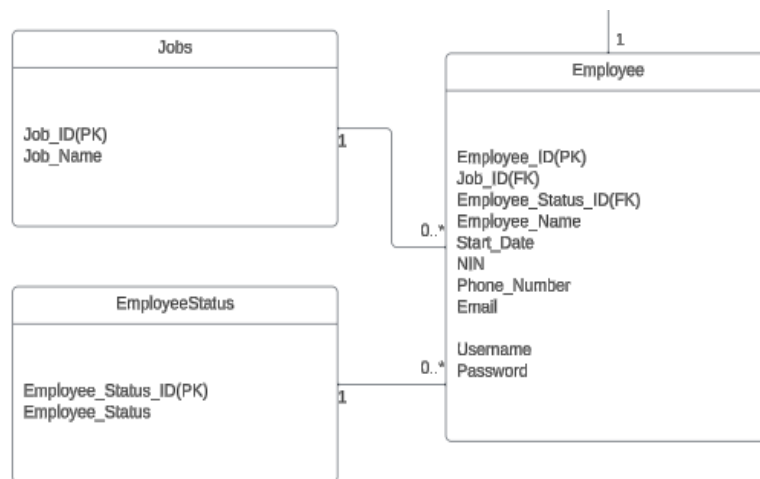 Jobs
Job_ID(PK)
Job_Name
1
1
Employee
Employee_ID(PK)
Job_ID(FK)
Employee_Status_ID(FK)
Employee_Name
Start_Date
NIN
Phone_Number
Email
Username
Password
0..*
0..*
EmployeeStatus
Employee_Status_ID(PK)
Employee_Status
1